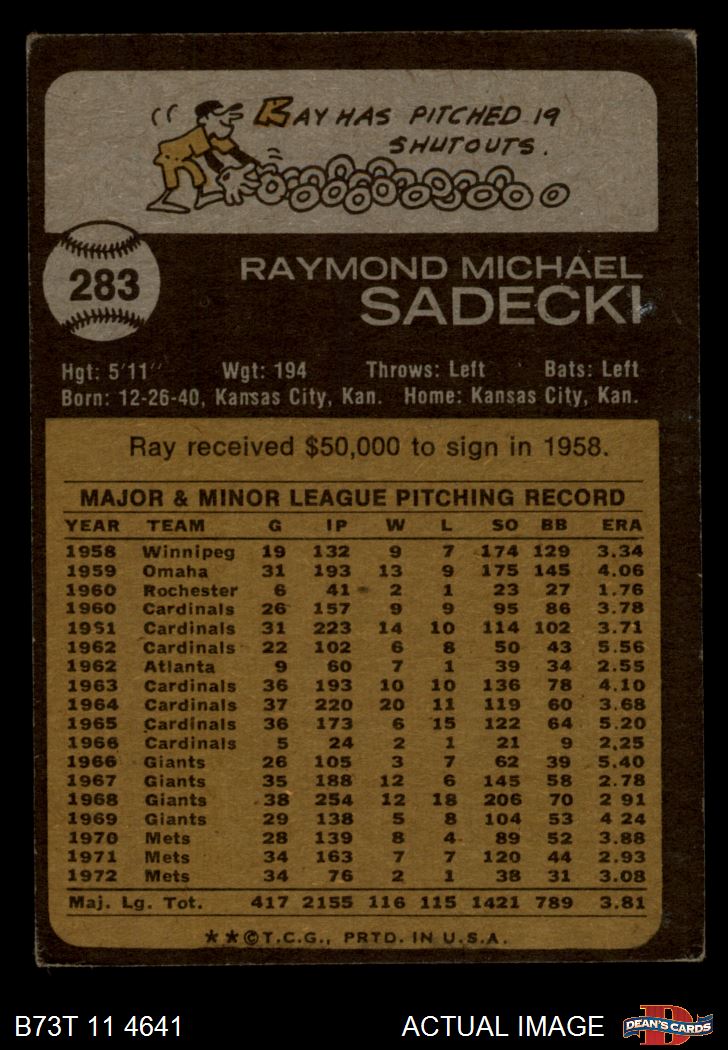 RAY HAS PITCHED 19
SHUTOUTS.
283
RAYMOND MICHAEL
SADECKI
Hgt: 5'11" Wgt: 194 Throws: Left Bats: Left
Born: 12-26-40, Kansas City, Kan. Home: Kansas City, Kan.
Ray received $50,000 to sign in 1958.
MAJOR & MINOR LEAGUE PITCHING RECORD
YEAR TEAM G IP W L SO BB ERA
1958 Winnipeg 19 132 9 7 174 129 3.34
1959 Omaha 31 193 13 9 175 145 4.06
1960 Rochester 6 41 2 1 23 27 1.76
1960 Cardinals 26 157 9 9 95 86 3.78
1951 Cardinals 31 223 14 10 114 102 3.71
1962 Cardinals 22 102 6 8 50 43 5.56
1962 Atlanta 9 60 7 1 39 34 2.55
1963 Cardinals 36 193 10 10 136 78 4.10
1964 Cardinals 37 220 20 11 119 60 3.68
1965 Cardinals 36 173 6 15 122 64 5.20
1966 Cardinals 5 24 2 1 21 9 2.25
1966 Giants 26 105 3 7 62 39 5.40
1967 Giants 35 188 12 6 145 58 2.78
1968 Giants 38 254 12 18 206 70 2 91
1969 Giants 29 138 5 8 104 53 4 24
1970 Mets 28 139 8 4 89 52 3.88
1971 Mets 34 163 7 7 120 44 2.93
1972 Mets 34 76 2 1 38 31 3.08
Maj. Lg. Tot. 417 2155 116 115 1421 789 3.81
★★©T.C.G., PRTD. IN U.S.A.
B73T 11 4641 ACTUAL IMAGE DEAN'S CARDS